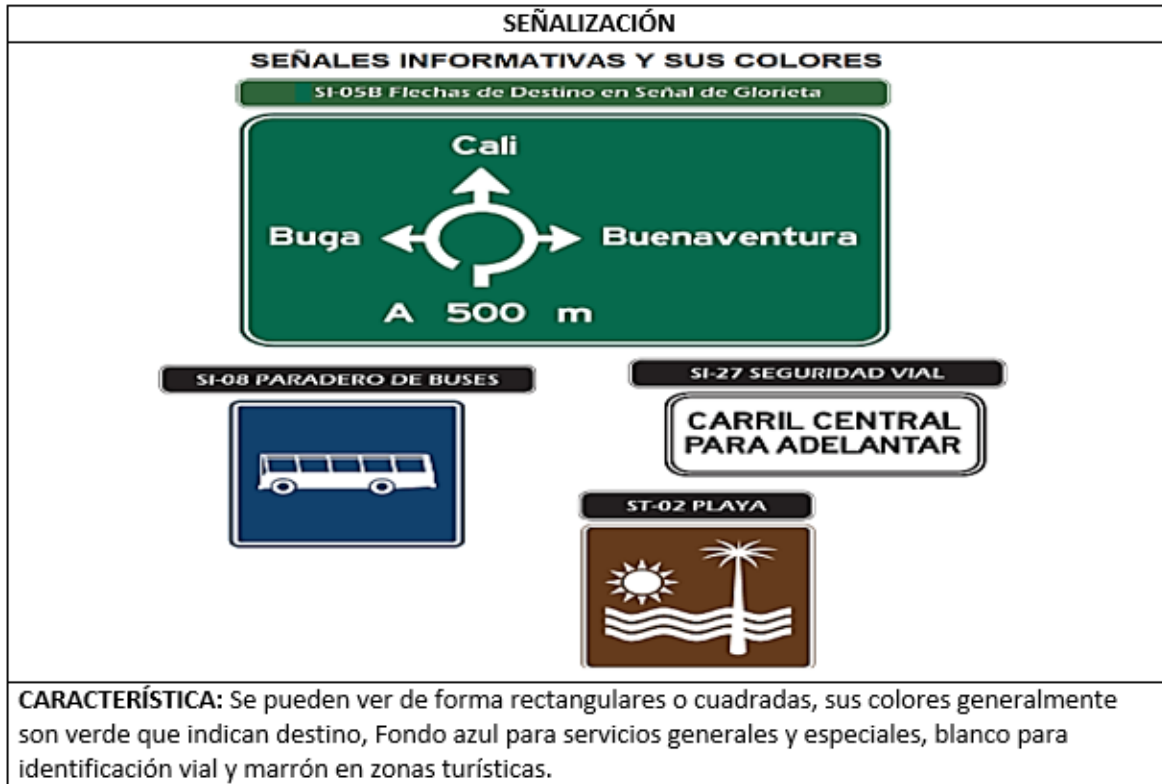 SEÑALIZACIÓN
SEÑALES INFORMATIVAS Y SUS COLORES
SI-05B Flechas de Destino en Señal de Glorieta
Cali
Buga
Buenaventura
A 500 m
SI-08 PARADERO DE BUSES
SI-27 SEGURIDAD VIAL
CARRIL CENTRAL
PARA ADELANTAR
ST-02 PLAYA
CARACTERÍSTICA: Se pueden ver de forma rectangulares o cuadradas, sus colores generalmente
son verde que indican destino, Fondo azul para servicios generales y especiales, blanco para
identificación vial y marrón en zonas turísticas.